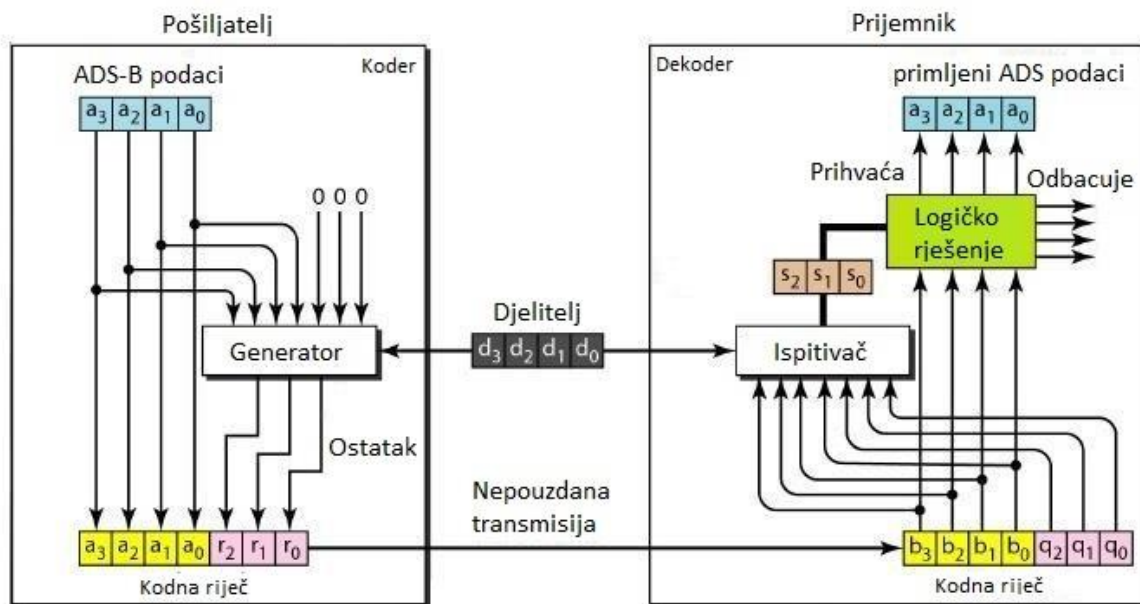 Pošiljatelj
Koder
ADS-B podaci
a3 a2 a1 a0
0 0 0
Generator
Ostatak
a3 a2 a1 a0 r2 r1 r0
Kodna riječ
Djelitelj
d3 d2 d1 d0
Nepouzdana
transmisija
Prijemnik
Dekoder
primljeni ADS podaci
a3 a2 a1 a0
Prihvaća
Odbacuje
Logičko
rješenje
s2 s1 s0
Ispitivač
b3 b2 b1 b0 q2 q1 q0
Kodna riječ